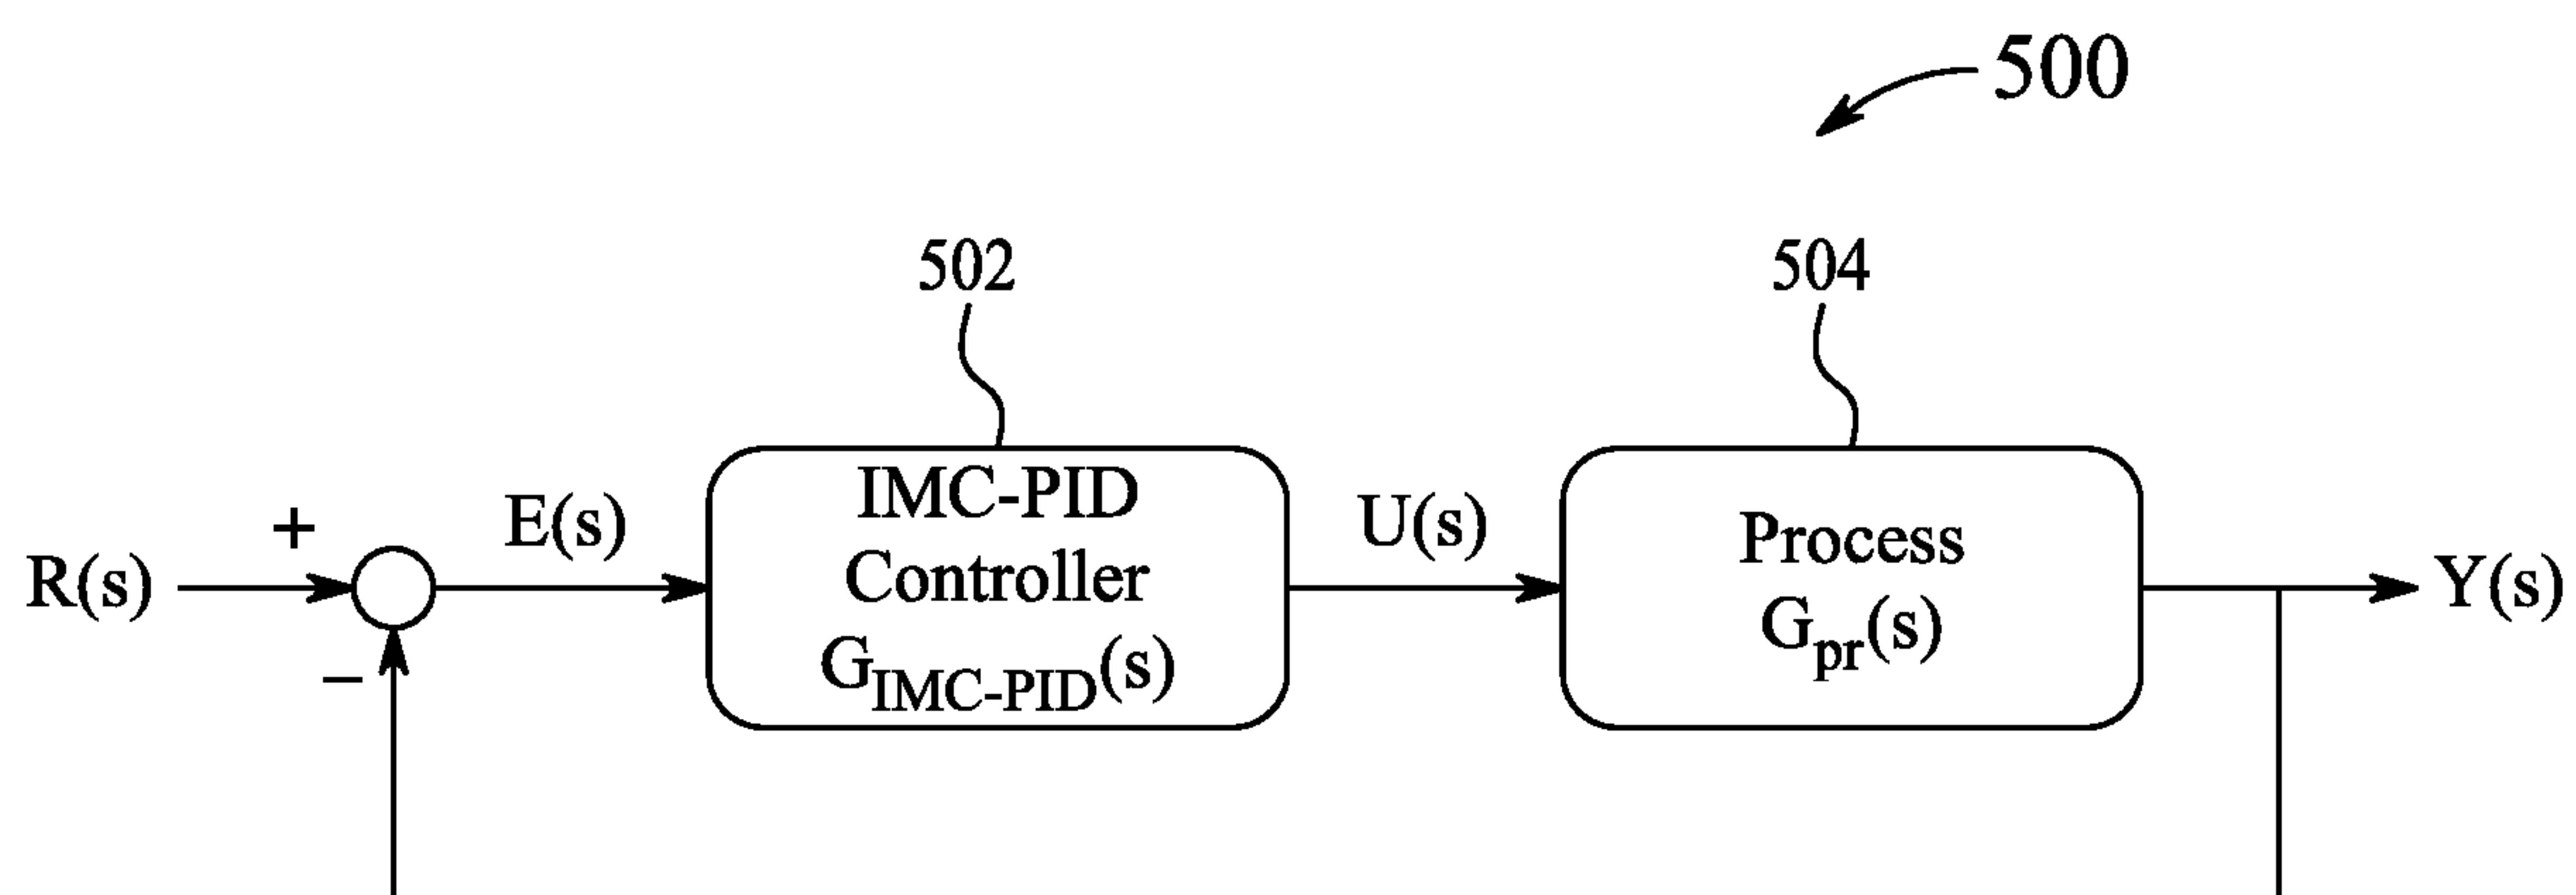 500
502
504
+
R(s)
−
E(s)
IMC-PID
Controller
G_IMC-PID(s)
U(s)
Process
G_pr(s)
Y(s)